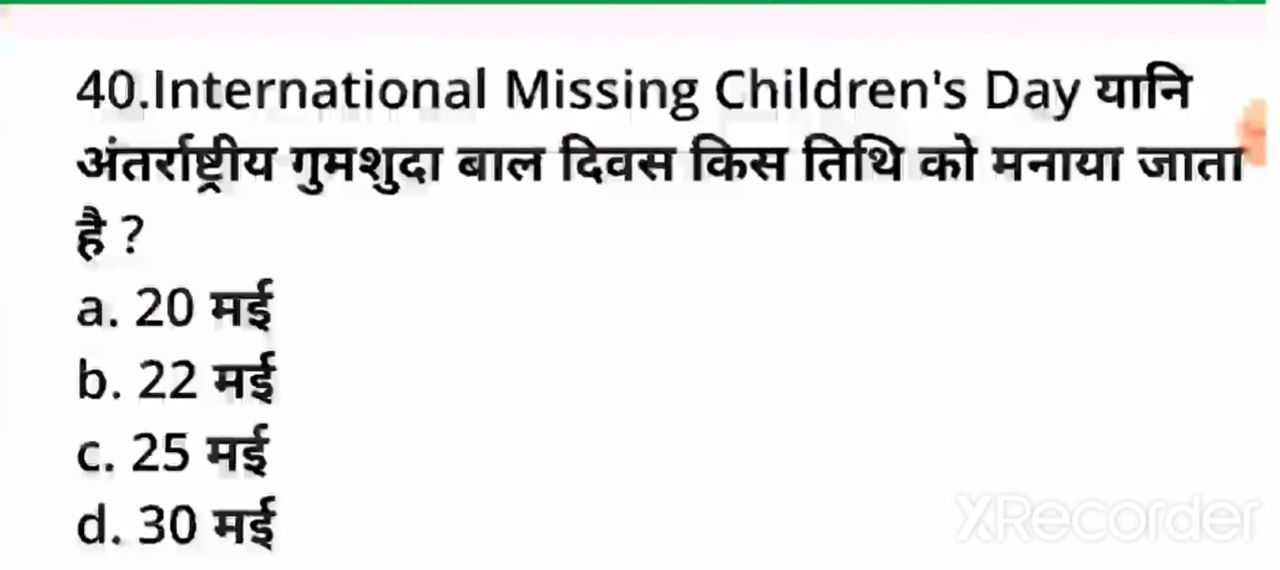 40.International Missing Children's Day यानि
अंतर्राष्ट्रीय गुमशुदा बाल दिवस किस तिथि को मनाया जाता
है ?
a. 20 मई
b. 22 मई
c. 25 मई
d. 30 मई
XRecorder